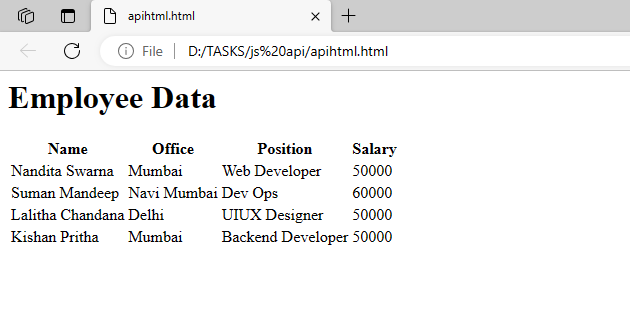 apihtml.html
File D:/TASKS/js%20api/apihtml.html
Employee Data
Name Office Position Salary
Nandita Swarna Mumbai Web Developer 50000
Suman Mandeep Navi Mumbai Dev Ops 60000
Lalitha Chandana Delhi UIUX Designer 50000
Kishan Pritha Mumbai Backend Developer 50000